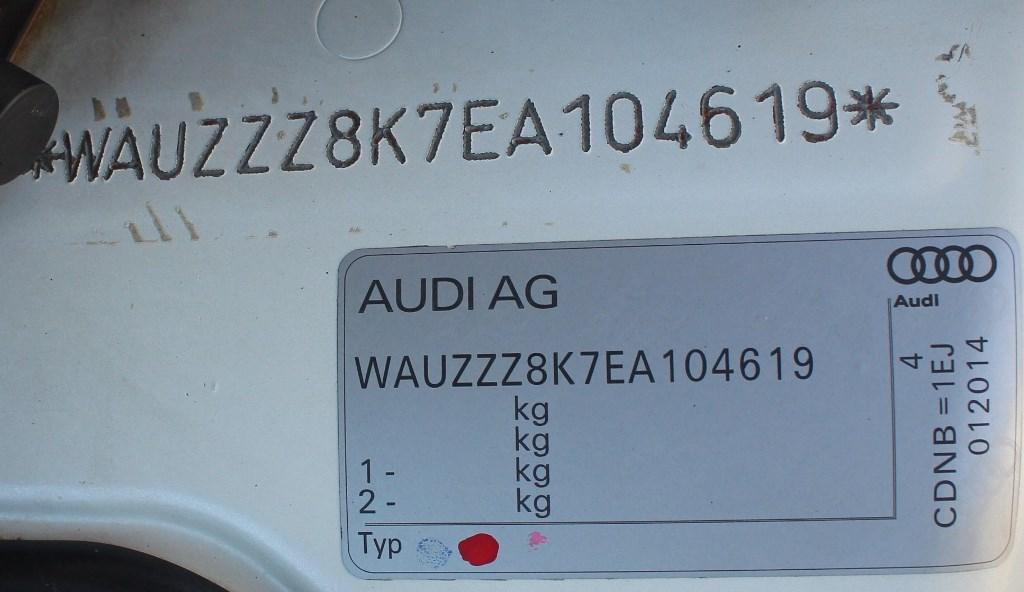 *WAUZZZ8K7EA104619*
AUDI AG
Audi
WAUZZZ8K7EA104619
kg
kg
1 - kg
2 - kg
Typ
4
CDNB = 1EJ
012014